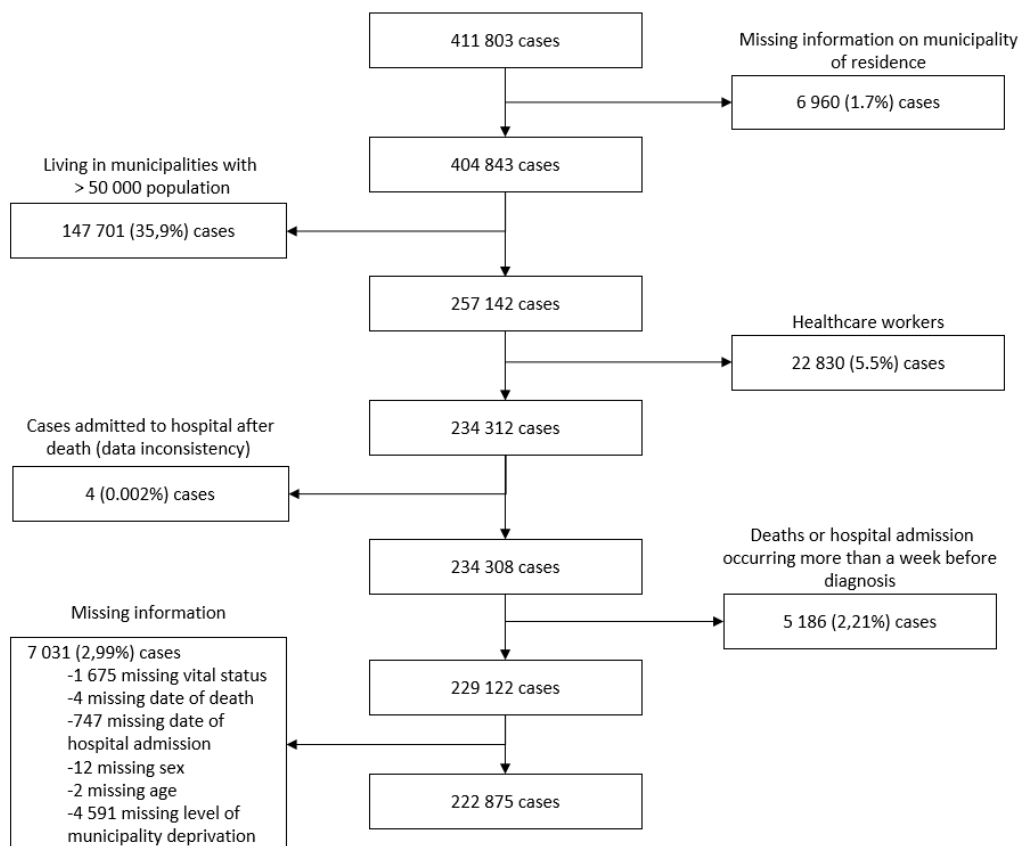 411 803 cases
Missing information on municipality
of residence
6 960 (1.7%) cases
404 843 cases
Living in municipalities with
> 50 000 population
147 701 (35,9%) cases
257 142 cases
Healthcare workers
22 830 (5.5%) cases
234 312 cases
Cases admitted to hospital after
death (data inconsistency)
4 (0.002%) cases
234 308 cases
Deaths or hospital admission
occurring more than a week before
diagnosis
5 186 (2,21%) cases
229 122 cases
Missing information
7 031 (2,99%) cases
-1 675 missing vital status
-4 missing date of death
-747 missing date of
hospital admission
-12 missing sex
-2 missing age
-4 591 missing level of
municipality deprivation
222 875 cases